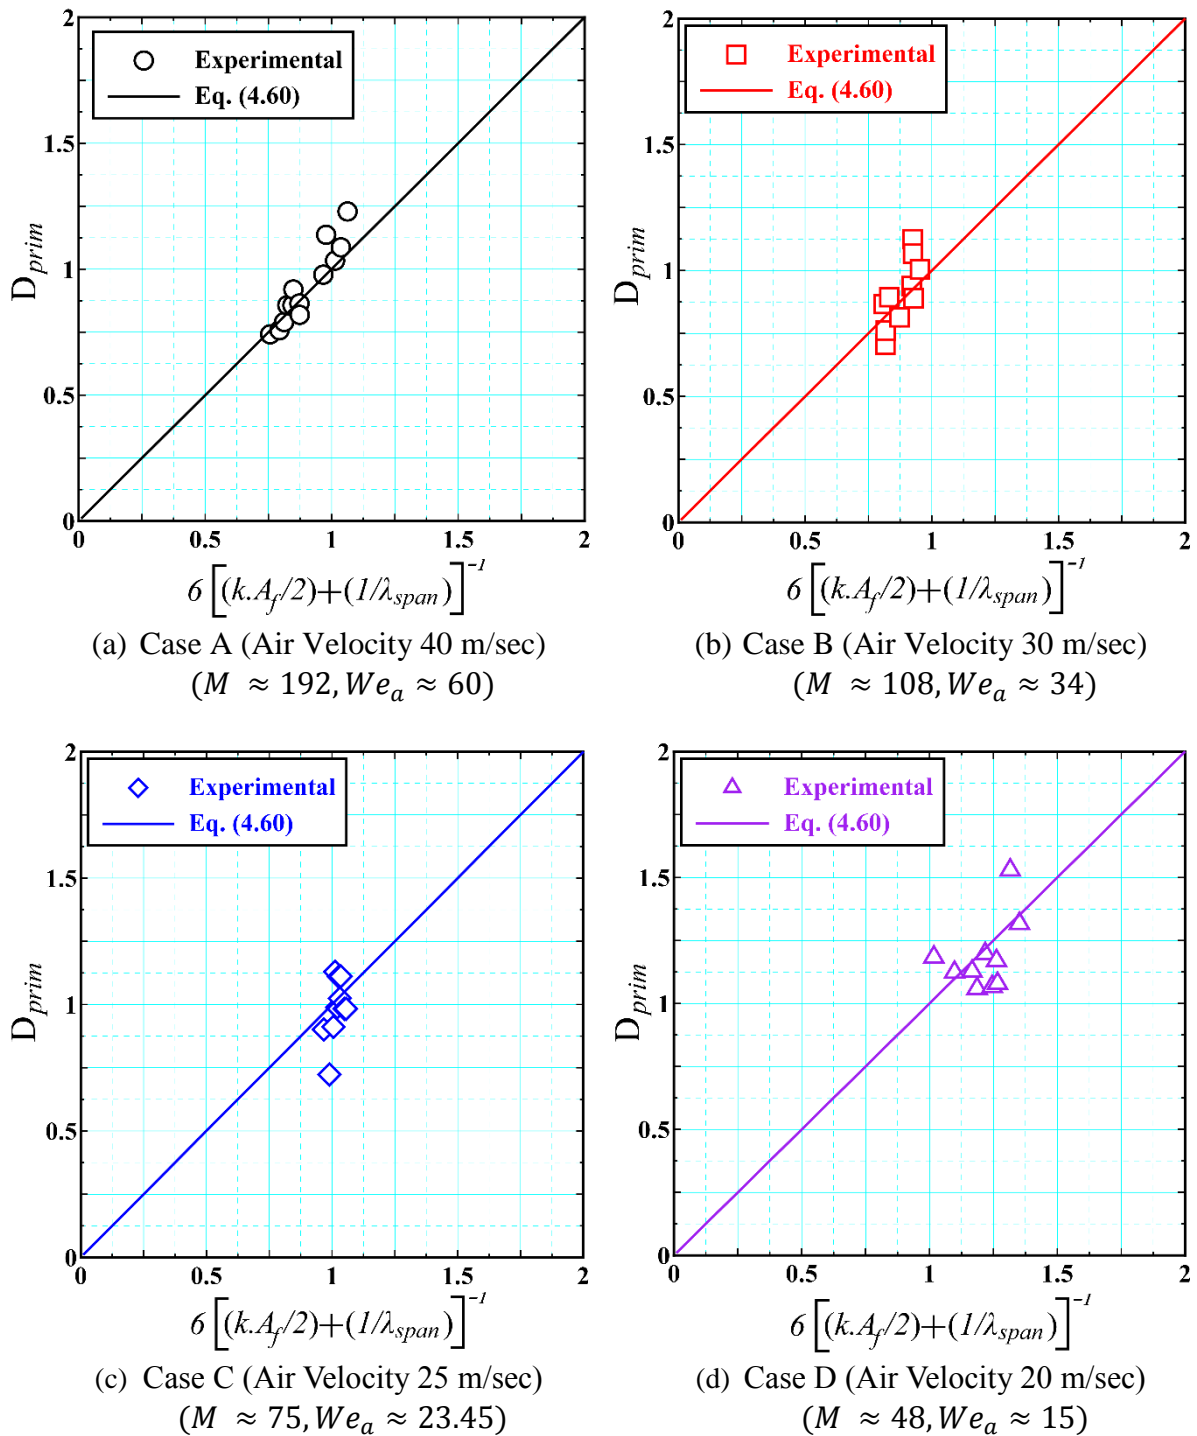 2
Experimental
Eq. (4.60)
1.5
D_prim
1
0.5
0
0 0.5 1 1.5 2
6[(k.A_f/2)+(1/λ_span)]^-1
(a) Case A (Air Velocity 40 m/sec)
(M ≈ 192, We_a ≈ 60)
2
Experimental
Eq. (4.60)
1.5
D_prim
1
0.5
0
0 0.5 1 1.5 2
6[(k.A_f/2)+(1/λ_span)]^-1
(b) Case B (Air Velocity 30 m/sec)
(M ≈ 108, We_a ≈ 34)
2
Experimental
Eq. (4.60)
1.5
D_prim
1
0.5
0
0 0.5 1 1.5 2
6[(k.A_f/2)+(1/λ_span)]^-1
(c) Case C (Air Velocity 25 m/sec)
(M ≈ 75, We_a ≈ 23.45)
2
Experimental
Eq. (4.60)
1.5
D_prim
1
0.5
0
0 0.5 1 1.5 2
6[(k.A_f/2)+(1/λ_span)]^-1
(d) Case D (Air Velocity 20 m/sec)
(M ≈ 48, We_a ≈ 15)